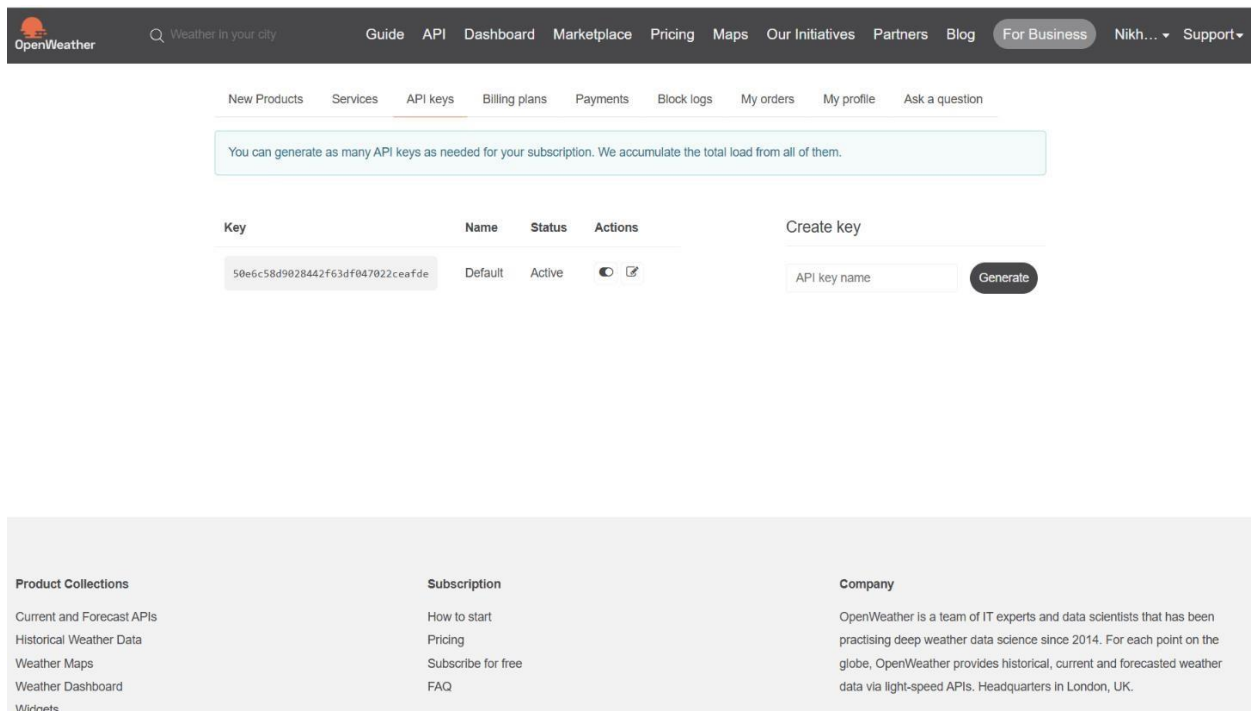 OpenWeather
Weather in your city
Guide API Dashboard Marketplace Pricing Maps Our Initiatives Partners Blog For Business Nikh... Support
New Products Services API keys Billing plans Payments Block logs My orders My profile Ask a question
You can generate as many API keys as needed for your subscription. We accumulate the total load from all of them.
Key Name Status Actions
50e6c58d9028442f63df047022ceafde Default Active
Create key
API key name Generate
Product Collections
Current and Forecast APIs
Historical Weather Data
Weather Maps
Weather Dashboard
Widgets
Subscription
How to start
Pricing
Subscribe for free
FAQ
Company
OpenWeather is a team of IT experts and data scientists that has been
practising deep weather data science since 2014. For each point on the
globe, OpenWeather provides historical, current and forecasted weather
data via light-speed APIs. Headquarters in London, UK.